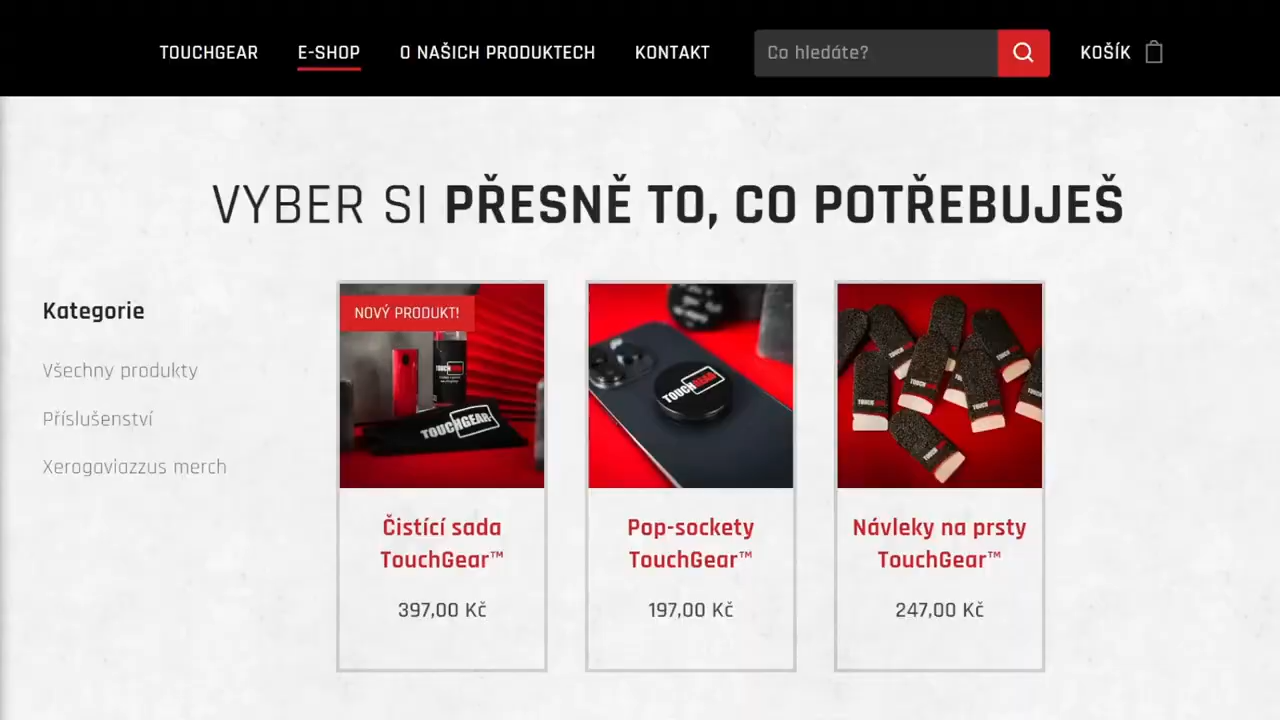 TOUCHGEAR E-SHOP O NAŠICH PRODUKTECH KONTAKT Co hledáte? KOŠÍK
VYBER SI PŘESNĚ TO, CO POTŘEBUJEŠ
Kategorie
Všechny produkty
Příslušenství
Xerogaviazzus merch
NOVÝ PRODUKT!
TOUCHGEAR
Čistící sada
TouchGear™
397,00 Kč
TOUCHGEAR
Pop-sockety
TouchGear™
197,00 Kč
Návleky na prsty
TouchGear™
247,00 Kč